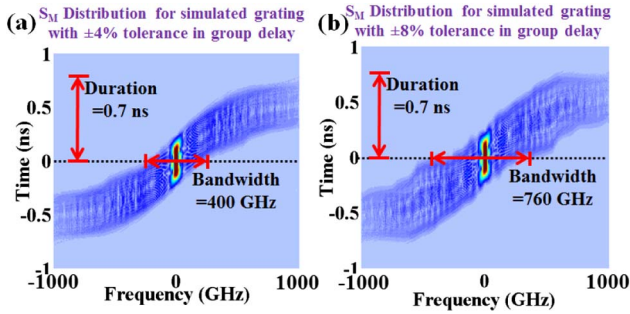 S_M Distribution for simulated grating
with ±4% tolerance in group delay
(a)
Duration
=0.7 ns
Bandwidth
=400 GHz
Time (ns)
1
0.5
0
-0.5
-1
-1000
0
1000
Frequency (GHz)
S_M Distribution for simulated grating
with ±8% tolerance in group delay
(b)
Duration
=0.7 ns
Bandwidth
=760 GHz
Time (ns)
1
0.5
0
-0.5
-1
-1000
0
1000
Frequency (GHz)